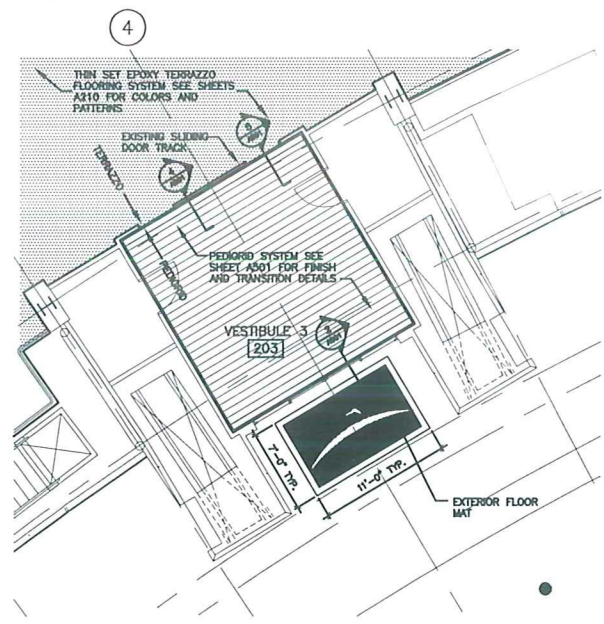 4
THIN SET EPOXY TERRAZZO
FLOORING SYSTEM SEE SHEETS
A210 FOR COLORS AND
PATTERNS
EXISTING SLIDING
DOOR TRACK
TERRAZZO
PEDIGRID
PEDIGRID SYSTEM SEE
SHEET A501 FOR FINISH
AND TRANSITION DETAILS
VESTIBULE 3
203
7'-0" TYP.
11'-0" TYP.
EXTERIOR FLOOR
MAT